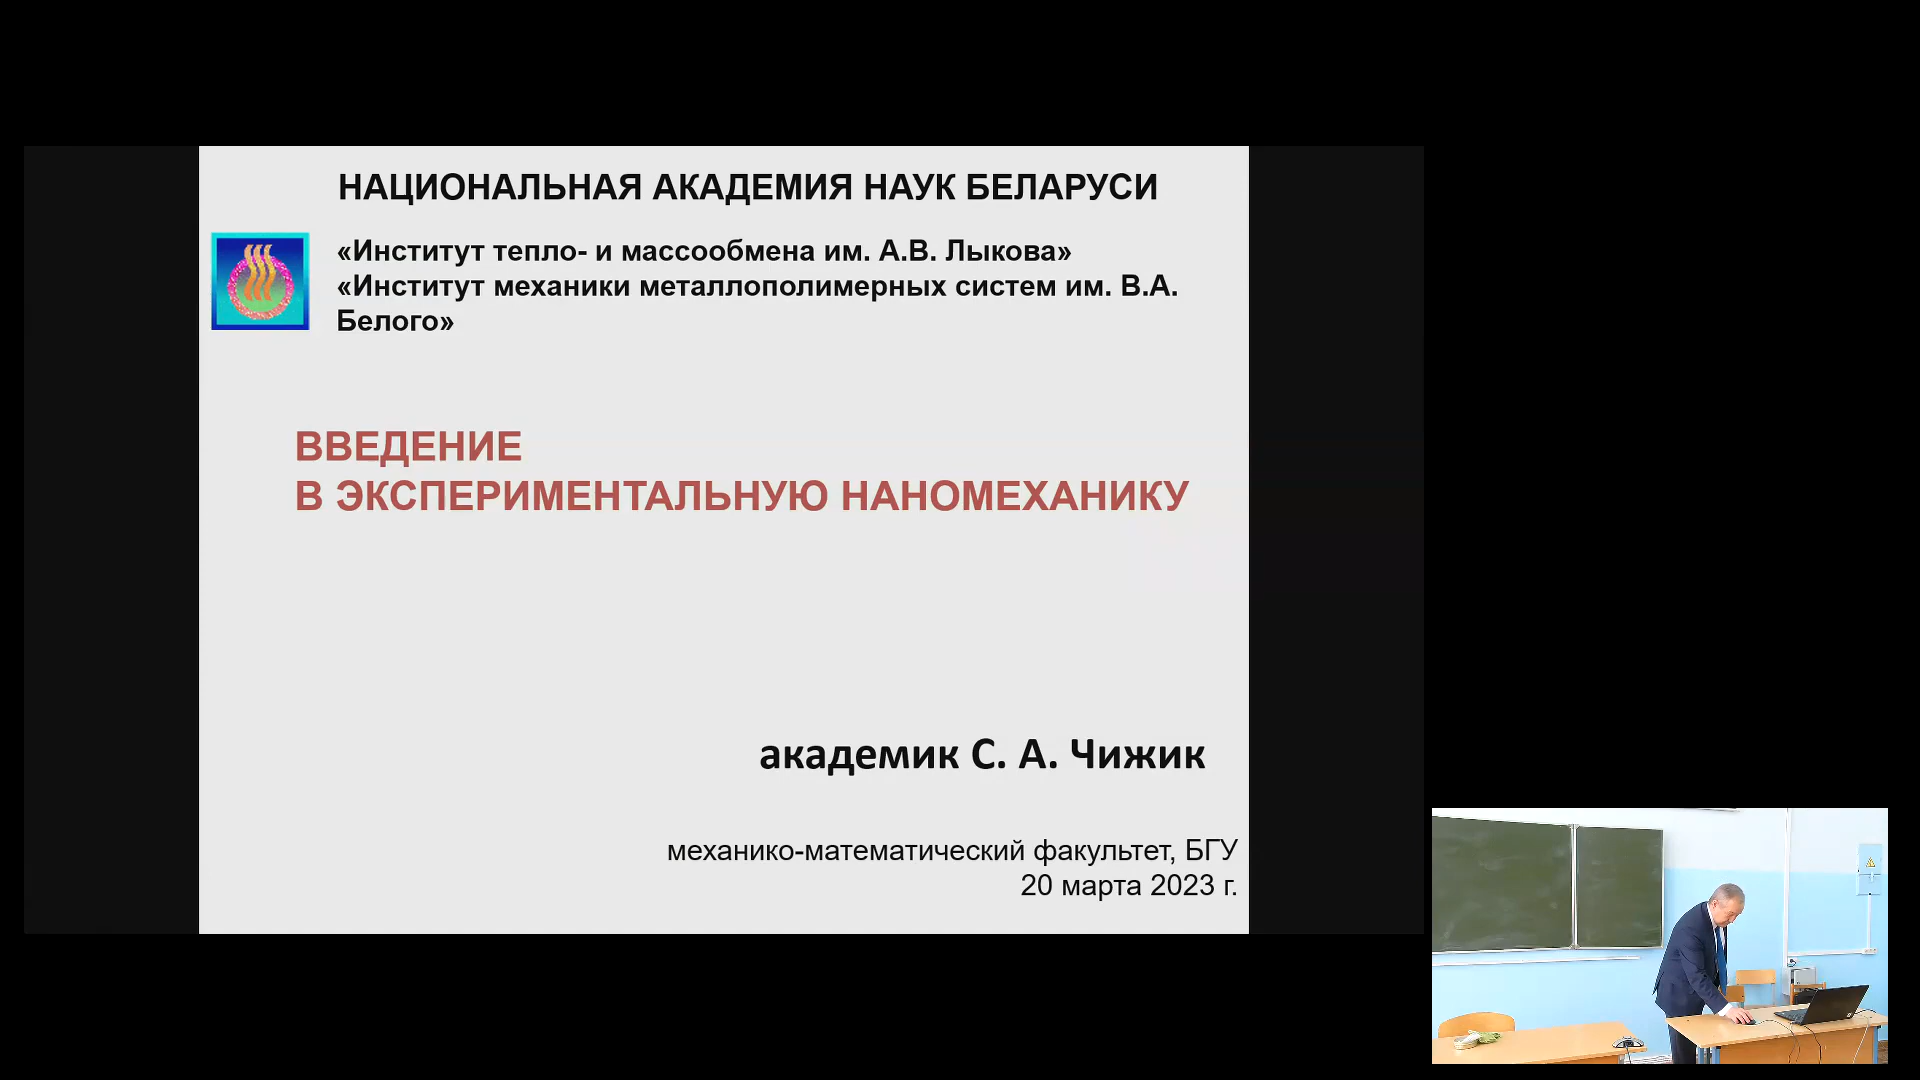 НАЦИОНАЛЬНАЯ АКАДЕМИЯ НАУК БЕЛАРУСИ
«Институт тепло- и массообмена им. А.В. Лыкова»
«Институт механики металлополимерных систем им. В.А.
Белого»
ВВЕДЕНИЕ
В ЭКСПЕРИМЕНТАЛЬНУЮ НАНОМЕХАНИКУ
академик С. А. Чижик
механико-математический факультет, БГУ
20 марта 2023 г.